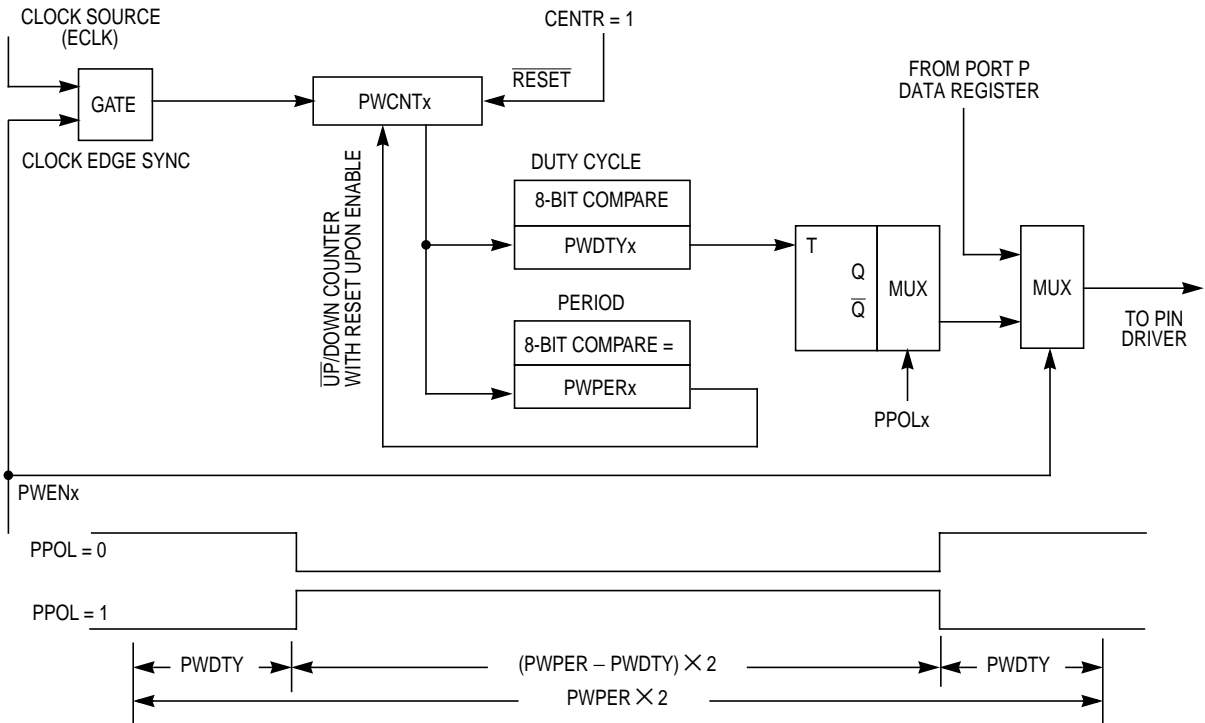 CLOCK SOURCE
(ECLK)
CENTR = 1
RESET
FROM PORT P
DATA REGISTER
GATE
PWCNTx
CLOCK EDGE SYNC
UP/DOWN COUNTER
WITH RESET UPON ENABLE
DUTY CYCLE
8-BIT COMPARE
PWDTYx
T
Q
Q
MUX
MUX
PERIOD
8-BIT COMPARE =
PWPERx
TO PIN
DRIVER
PPOLx
PWENx
PPOL = 0
PPOL = 1
PWDTY
(PWPER – PWDTY) × 2
PWDTY
PWPER × 2